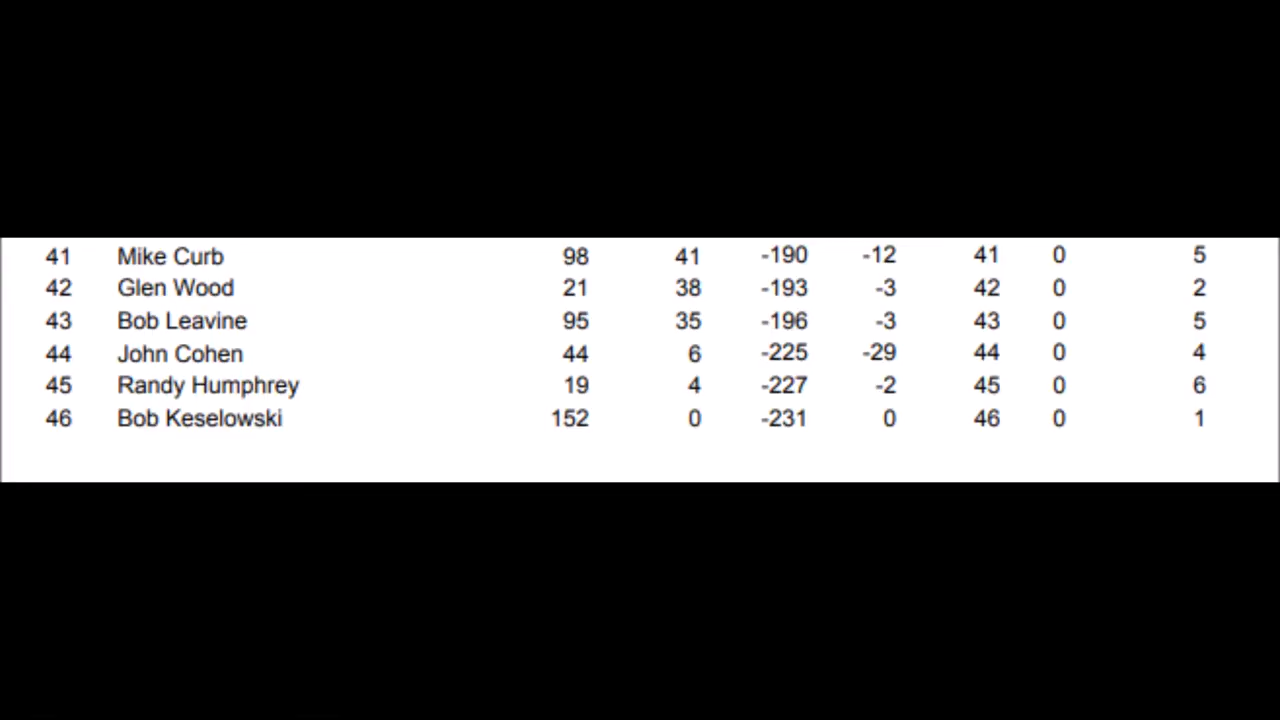 41 Mike Curb 98 41 -190 -12 41 0 5
42 Glen Wood 21 38 -193 -3 42 0 2
43 Bob Leavine 95 35 -196 -3 43 0 5
44 John Cohen 44 6 -225 -29 44 0 4
45 Randy Humphrey 19 4 -227 -2 45 0 6
46 Bob Keselowski 152 0 -231 0 46 0 1